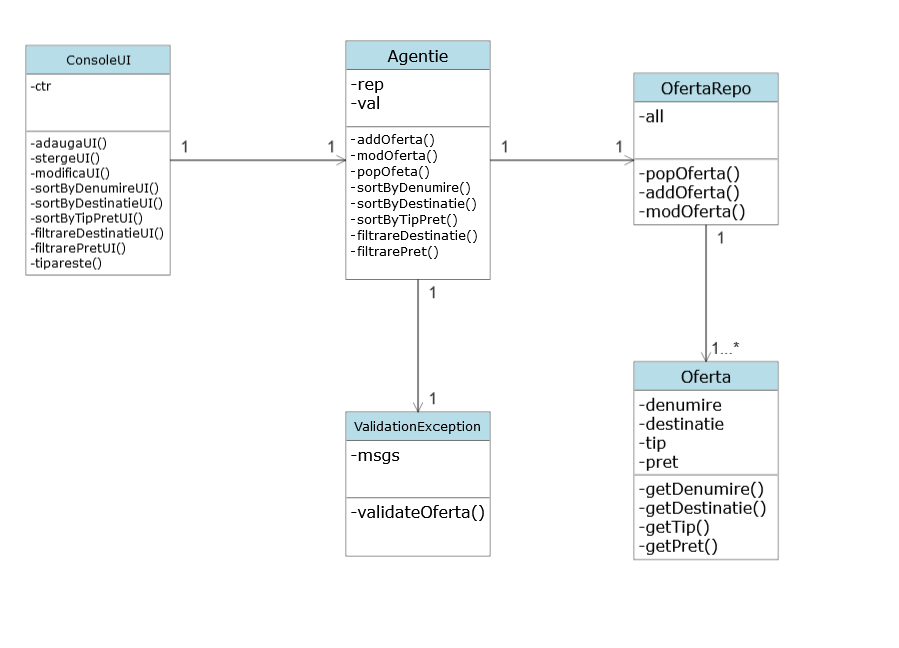 ConsoleUI
-ctr
-adaugaUI()
-stergeUI()
-modificaUI()
-sortByDenumireUI()
-sortByDestinatieUI()
-sortByTipPretUI()
-filtrareDestinatieUI()
-filtrarePretUI()
-tipareste()
1
1
Agentie
-rep
-val
-addOferta()
-modOferta()
-popOfeta()
-sortByDenumire()
-sortByDestinatie()
-sortByTipPret()
-filtrareDestinatie()
-filtrarePret()
1
1
OfertaRepo
-all
-popOferta()
-addOferta()
-modOferta()
1
1
ValidationException
-msgs
-validateOferta()
1
1...*
Oferta
-denumire
-destinatie
-tip
-pret
-getDenumire()
-getDestinatie()
-getTip()
-getPret()